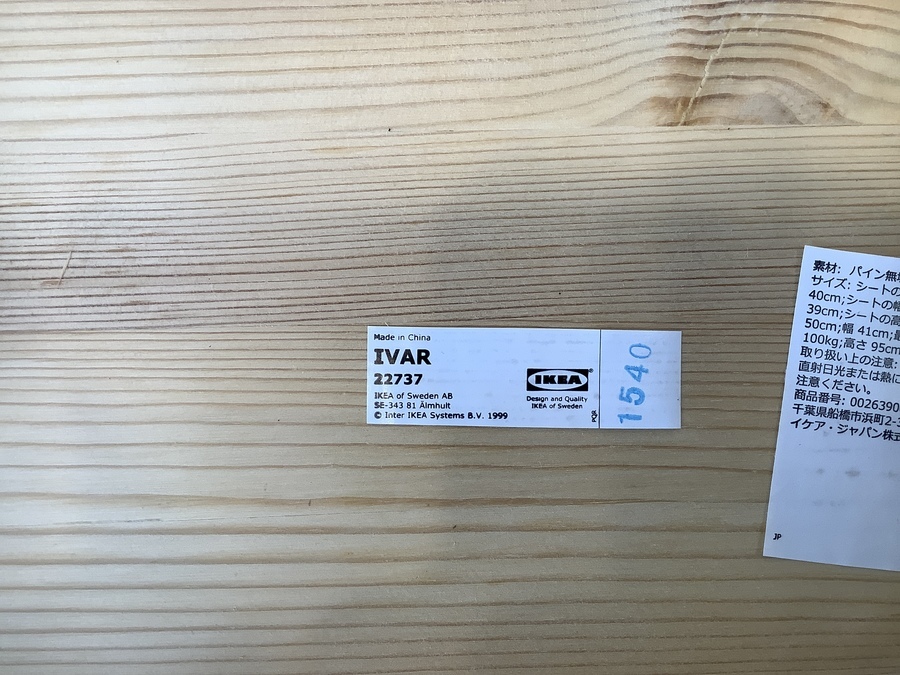 Made in China
IVAR
22737
IKEA of Sweden AB
SE-343 81 Älmhult
© Inter IKEA Systems B.V. 1999
IKEA®
Design and Quality
IKEA of Sweden
PQR
1540
素材: パイン無
サイズ: シートの
40cm;シートの幅
39cm;シートの高
50cm;幅 41cm;
100kg;高さ 95cm
取り扱い上の注意:
直射日光または熱に
注意ください。
商品番号: 0026390
千葉県船橋市浜町2-
イケア・ジャパン株式
JP